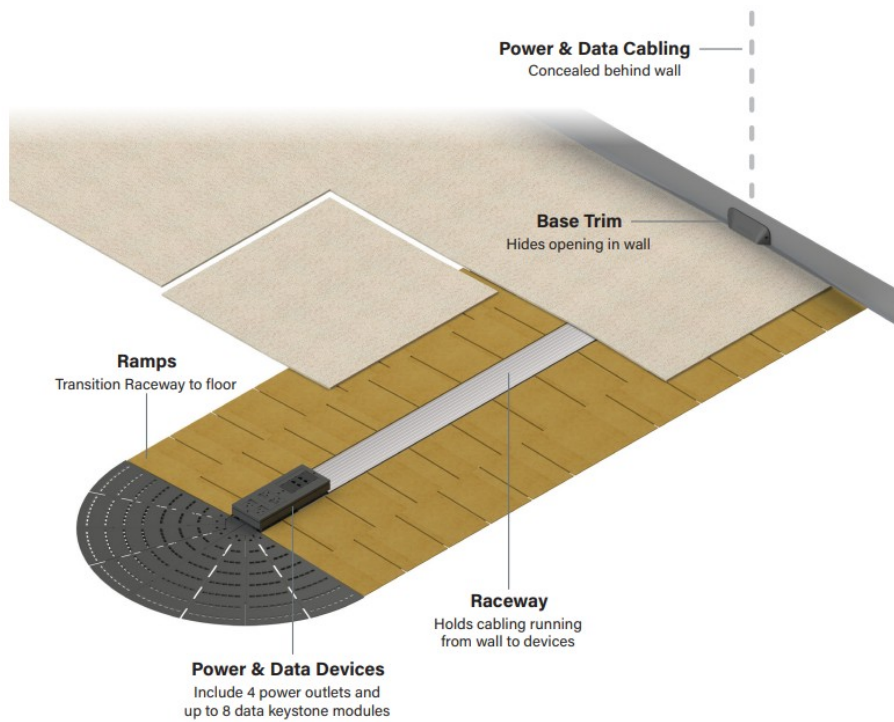 Power & Data Cabling
Concealed behind wall
Base Trim
Hides opening in wall
Ramps
Transition Raceway to floor
Raceway
Holds cabling running
from wall to devices
Power & Data Devices
Include 4 power outlets and
up to 8 data keystone modules